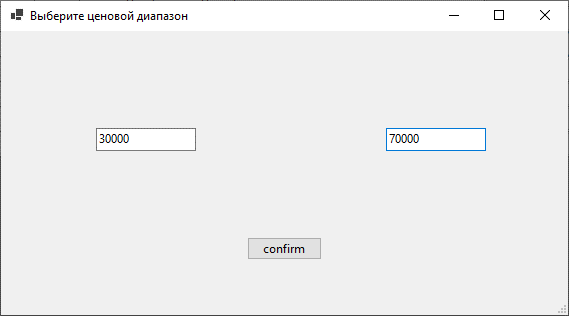 Выберите ценовой диапазон
30000
70000
confirm